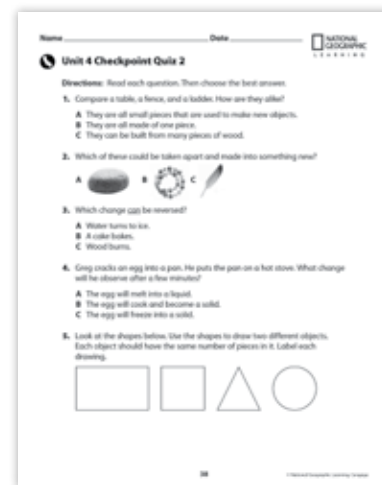 Name Date
NATIONAL
GEOGRAPHIC
LEARNING
Unit 4 Checkpoint Quiz 2
Directions: Read each question. Then choose the best answer.
1. Compare a table, a fence, and a ladder. How are they alike?
A They are all small pieces that are used to make new objects.
B They are all made of one piece.
C They can be built from many pieces of wood.
2. Which of these could be taken apart and made into something new?
A B C
3. Which change can be reversed?
A Water turns to ice.
B A cake bakes.
C Wood burns.
4. Greg cracks an egg into a pan. He puts the pan on a hot stove. What change
will he observe after a few minutes?
A The egg will melt into a liquid.
B The egg will cook and become a solid.
C The egg will freeze into a solid.
5. Look at the shapes below. Use the shapes to draw two different objects.
Each object should have the same number of pieces in it. Label each
drawing.
38